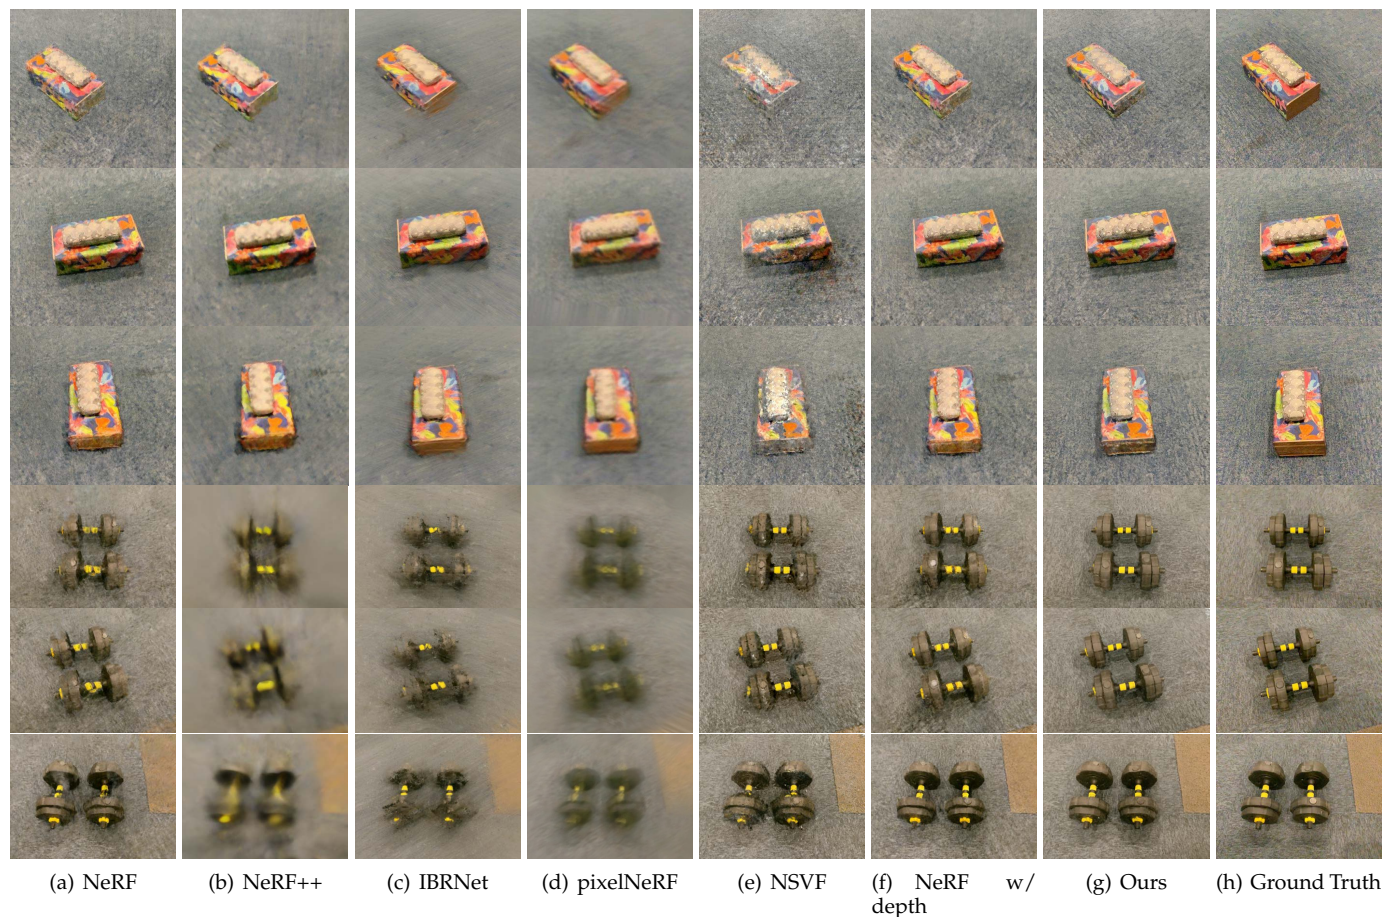 (a) NeRF
(b) NeRF++
(c) IBRNet
(d) pixelNeRF
(e) NSVF
(f) NeRF w/
depth
(g) Ours
(h) Ground Truth